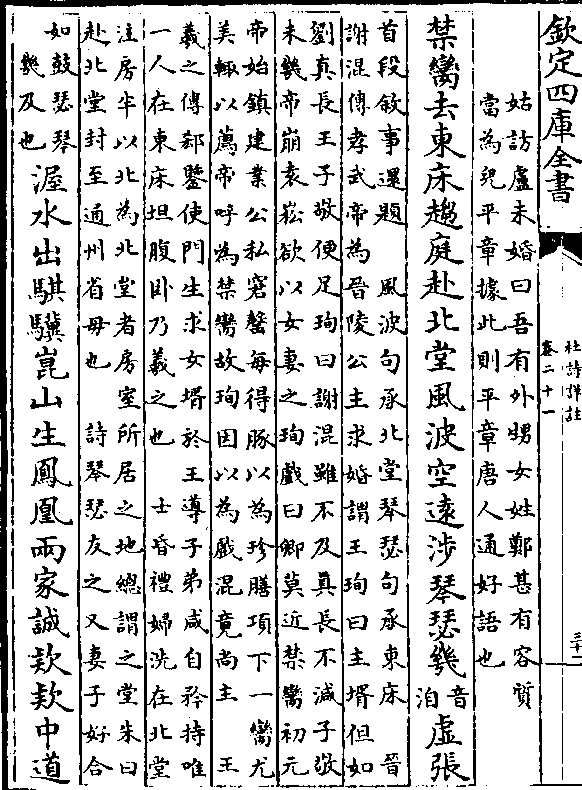 欽定四庫全書
杜詩詳註
卷二十一
三十
姑訪盧未婚曰吾有外甥女姓鄭甚有容質
當為兒平章據此則平章唐人通好語也
禁臠去東床趨庭赴北堂風波空遠涉琴瑟幾音泊虛張
首段敘事還題 風波句承北堂琴瑟句承東床 晉
謝混傳孝武帝為晉陵公主求婚謂王珣曰主壻但如
劉真長王子敬便足珣曰謝混雖不及真長不減子敬
未幾帝崩袁崧欲以女妻之珣戲曰卿莫近禁臠初元
帝始鎮建業公私窘罄每得㹠以為珍膳項下一臠尤
美輒以薦帝呼為禁臠故珣因以為戲混竟尚主 王
羲之傳郗鑒使門生求女壻於王導子弟咸自矜持唯
一人在東床坦腹卧乃羲之也 士昏禮婦洗在北堂
注房半以北為北堂者房室所居之地總謂之堂朱曰
赴北堂封至通州省母也 詩琴瑟友之又妻子好合
如鼓瑟琴
幾及也
渥水出騏驥崑山生鳳凰兩家誠欵欵中道